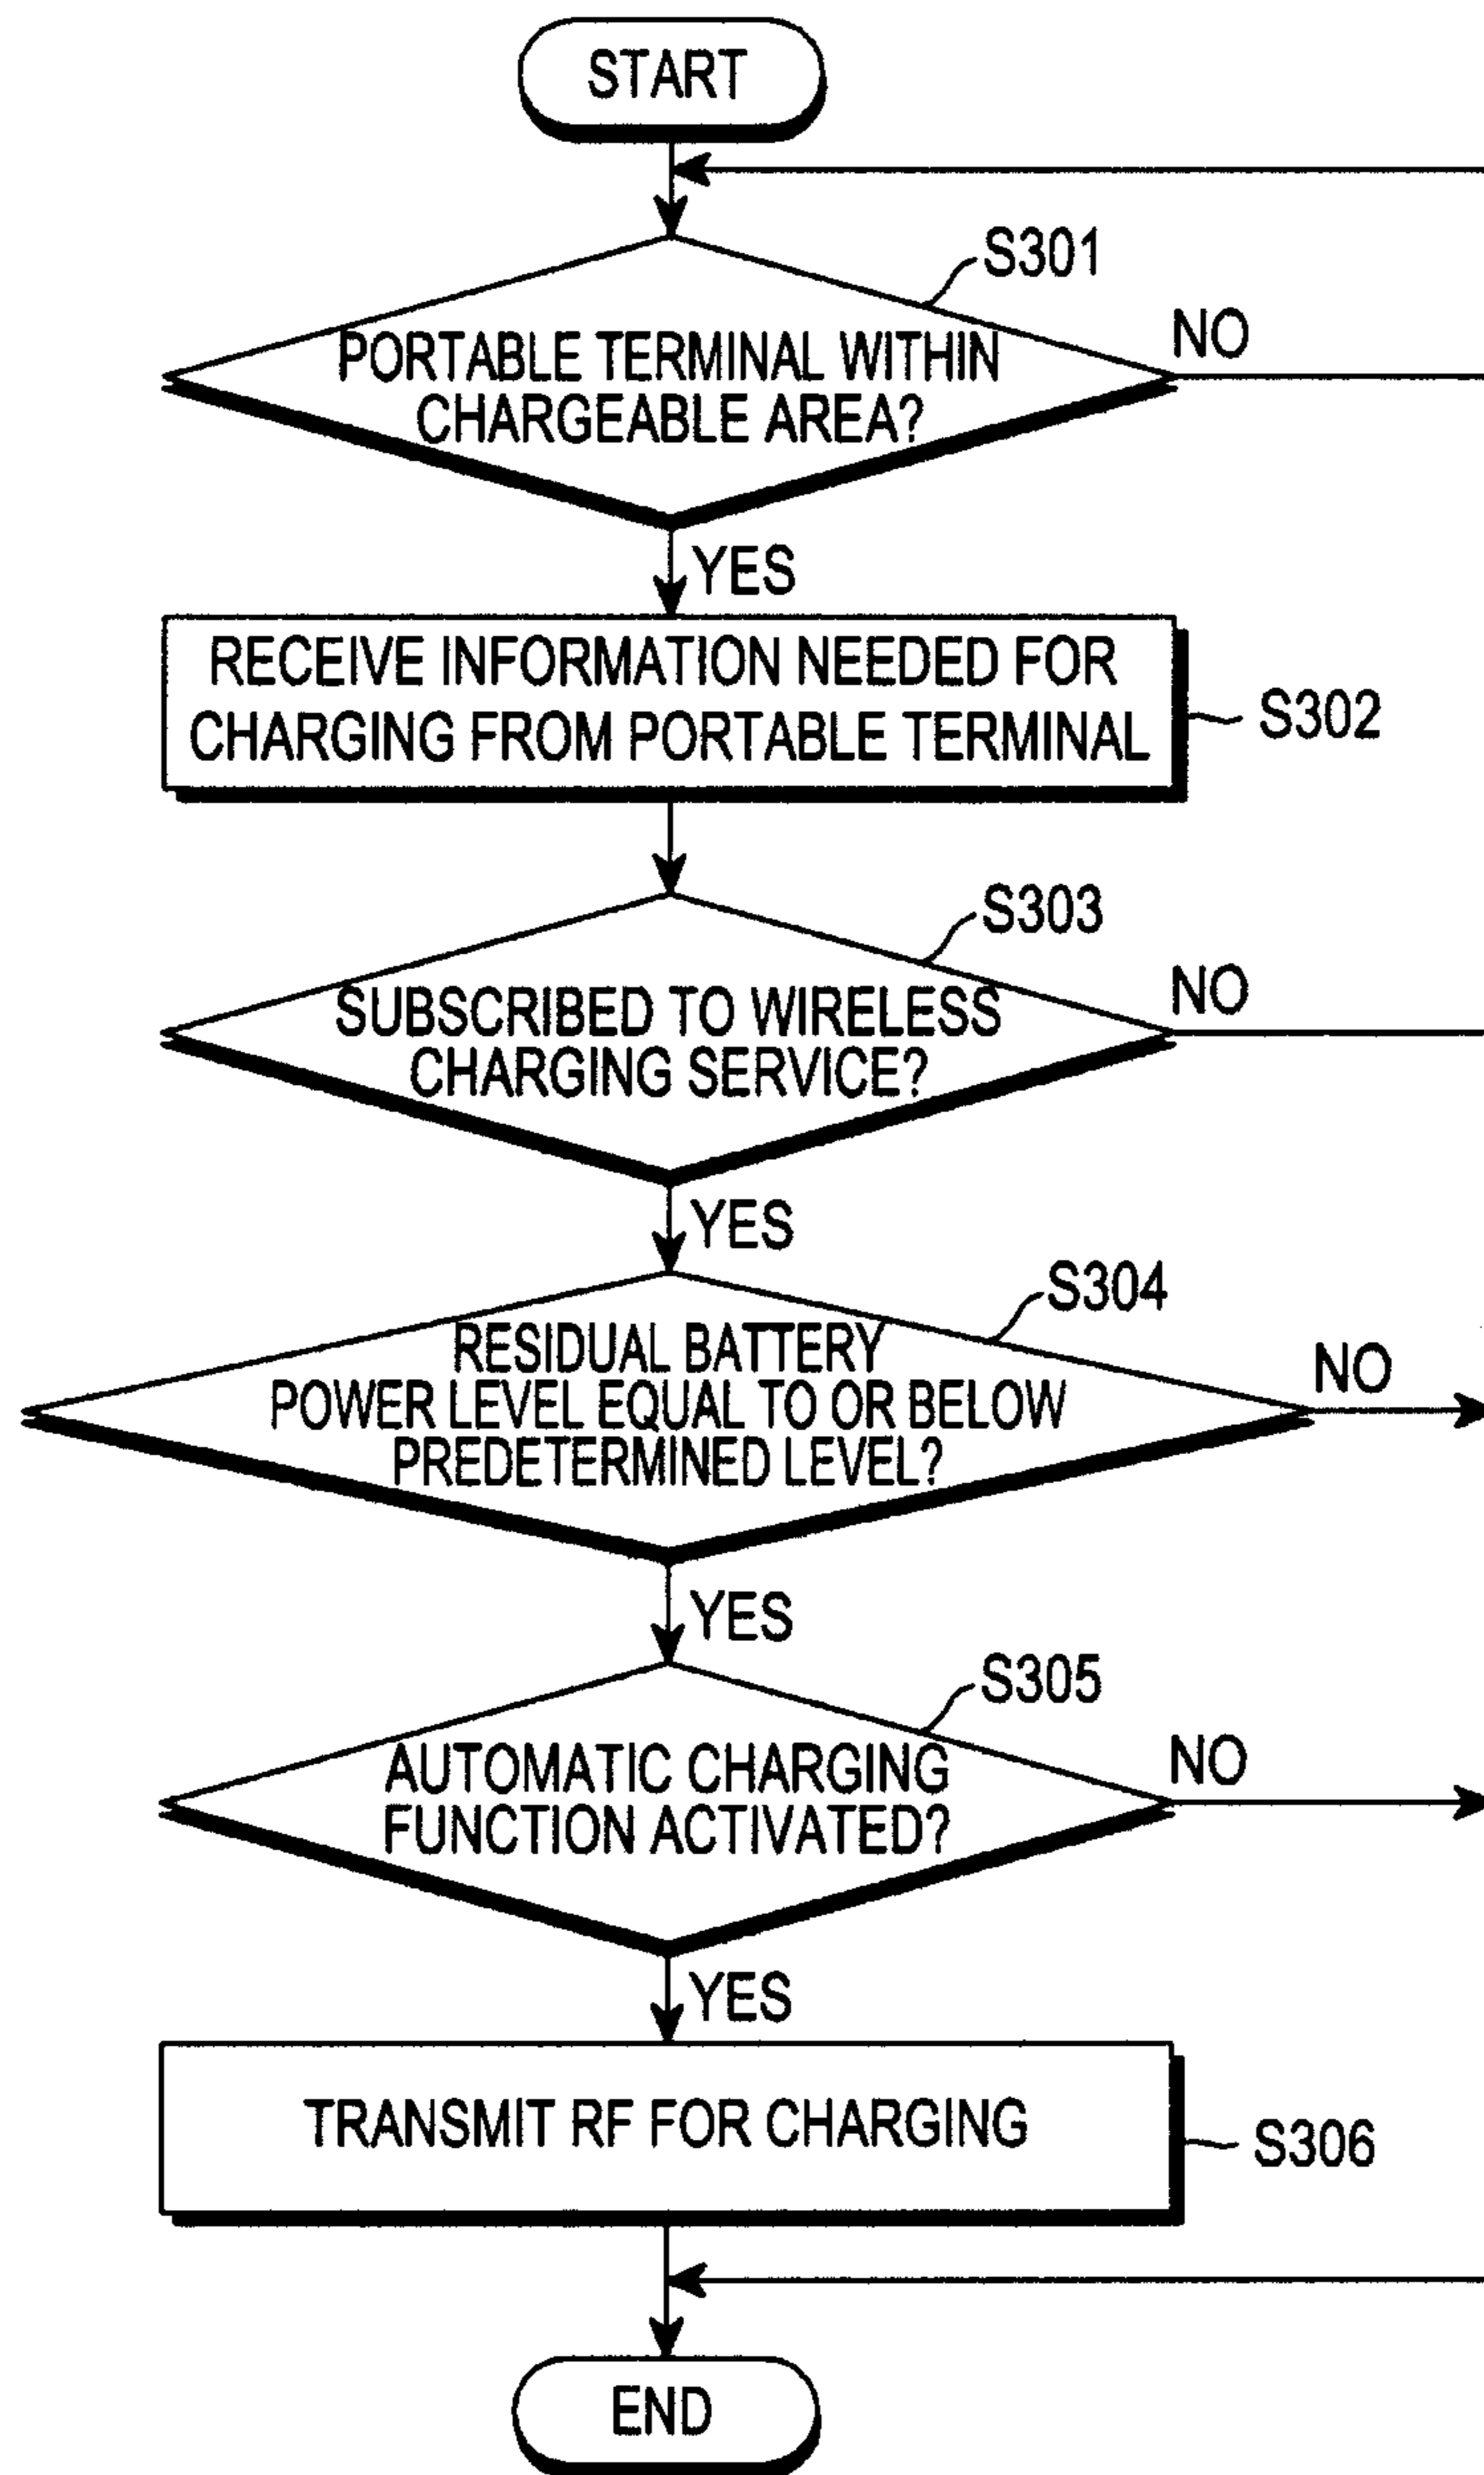 START
S301
PORTABLE TERMINAL WITHIN
CHARGEABLE AREA?
NO
YES
RECEIVE INFORMATION NEEDED FOR
CHARGING FROM PORTABLE TERMINAL
S302
S303
SUBSCRIBED TO WIRELESS
CHARGING SERVICE?
NO
YES
S304
RESIDUAL BATTERY
POWER LEVEL EQUAL TO OR BELOW
PREDETERMINED LEVEL?
NO
YES
S305
AUTOMATIC CHARGING
FUNCTION ACTIVATED?
NO
YES
TRANSMIT RF FOR CHARGING
S306
END